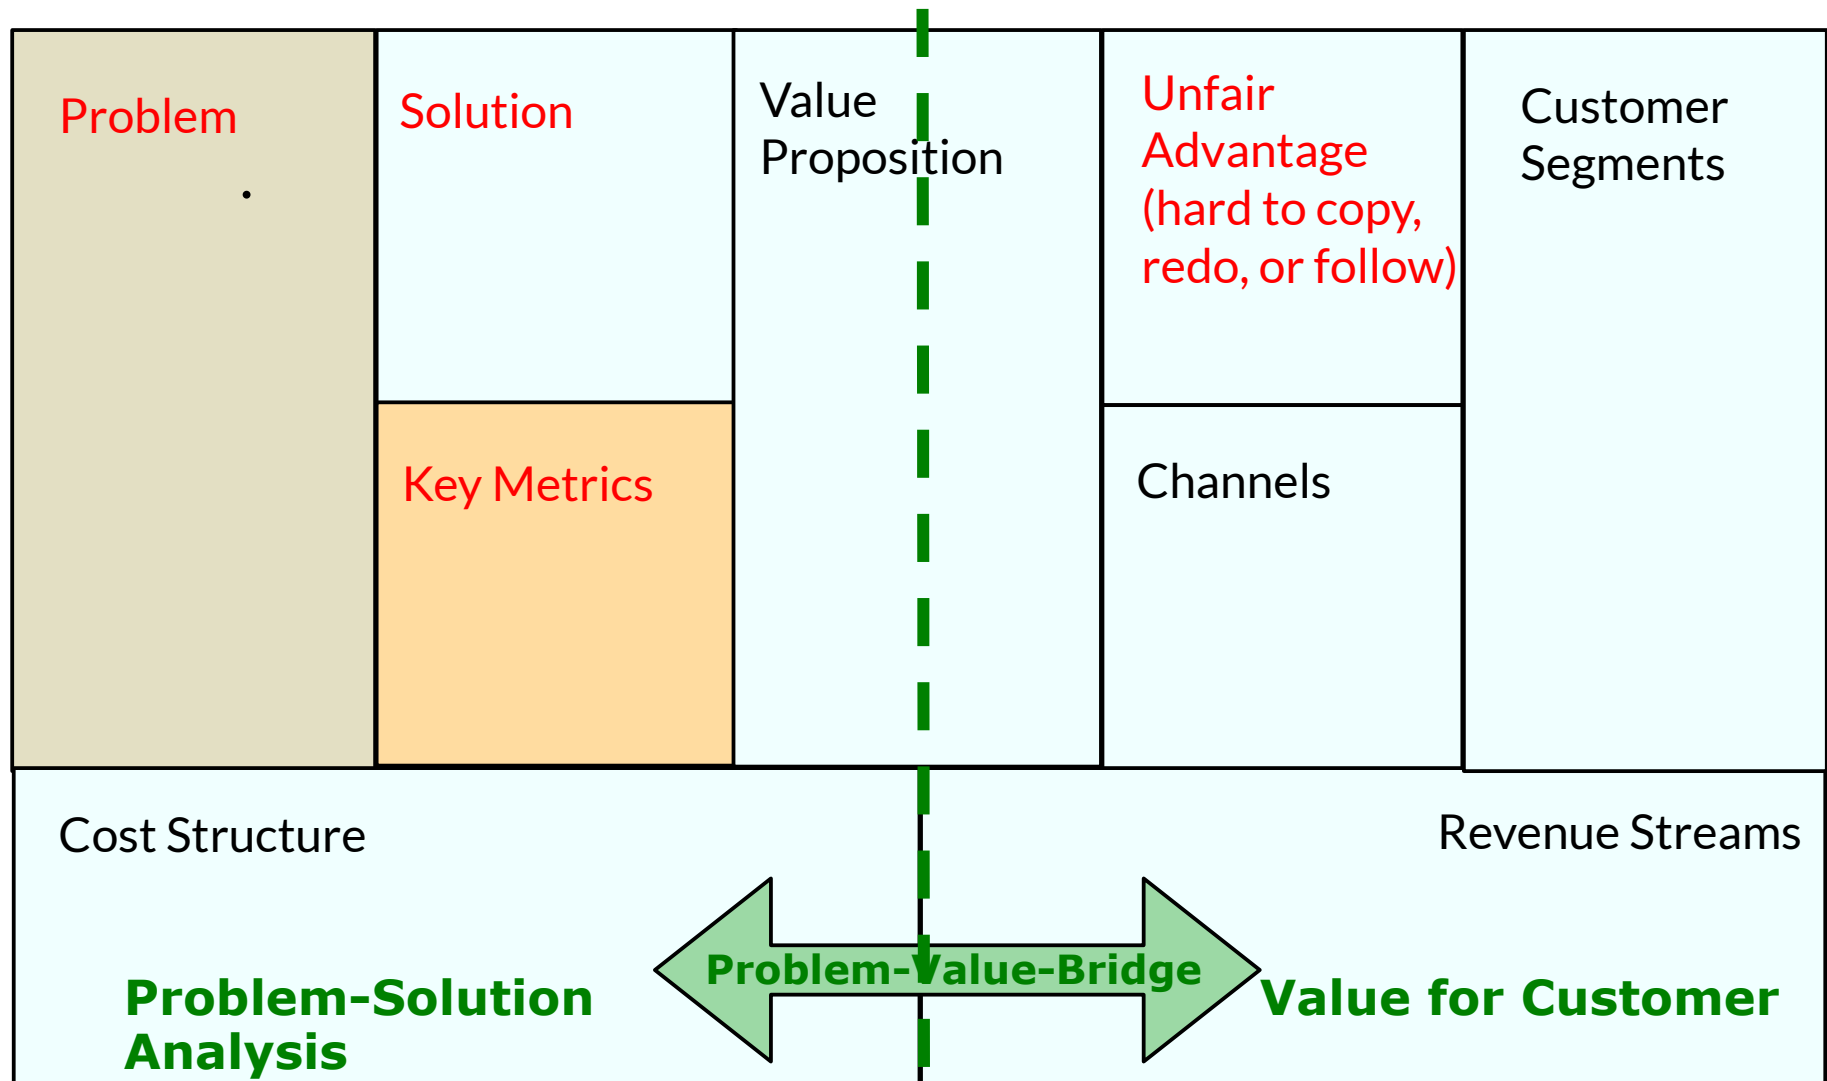 Problem
Solution
Key Metrics
Value
Proposition
Unfair
Advantage
(hard to copy,
redo, or follow)
Channels
Customer
Segments
Cost Structure
Revenue Streams
Problem-Solution
Analysis
Problem-Value-Bridge
Value for Customer